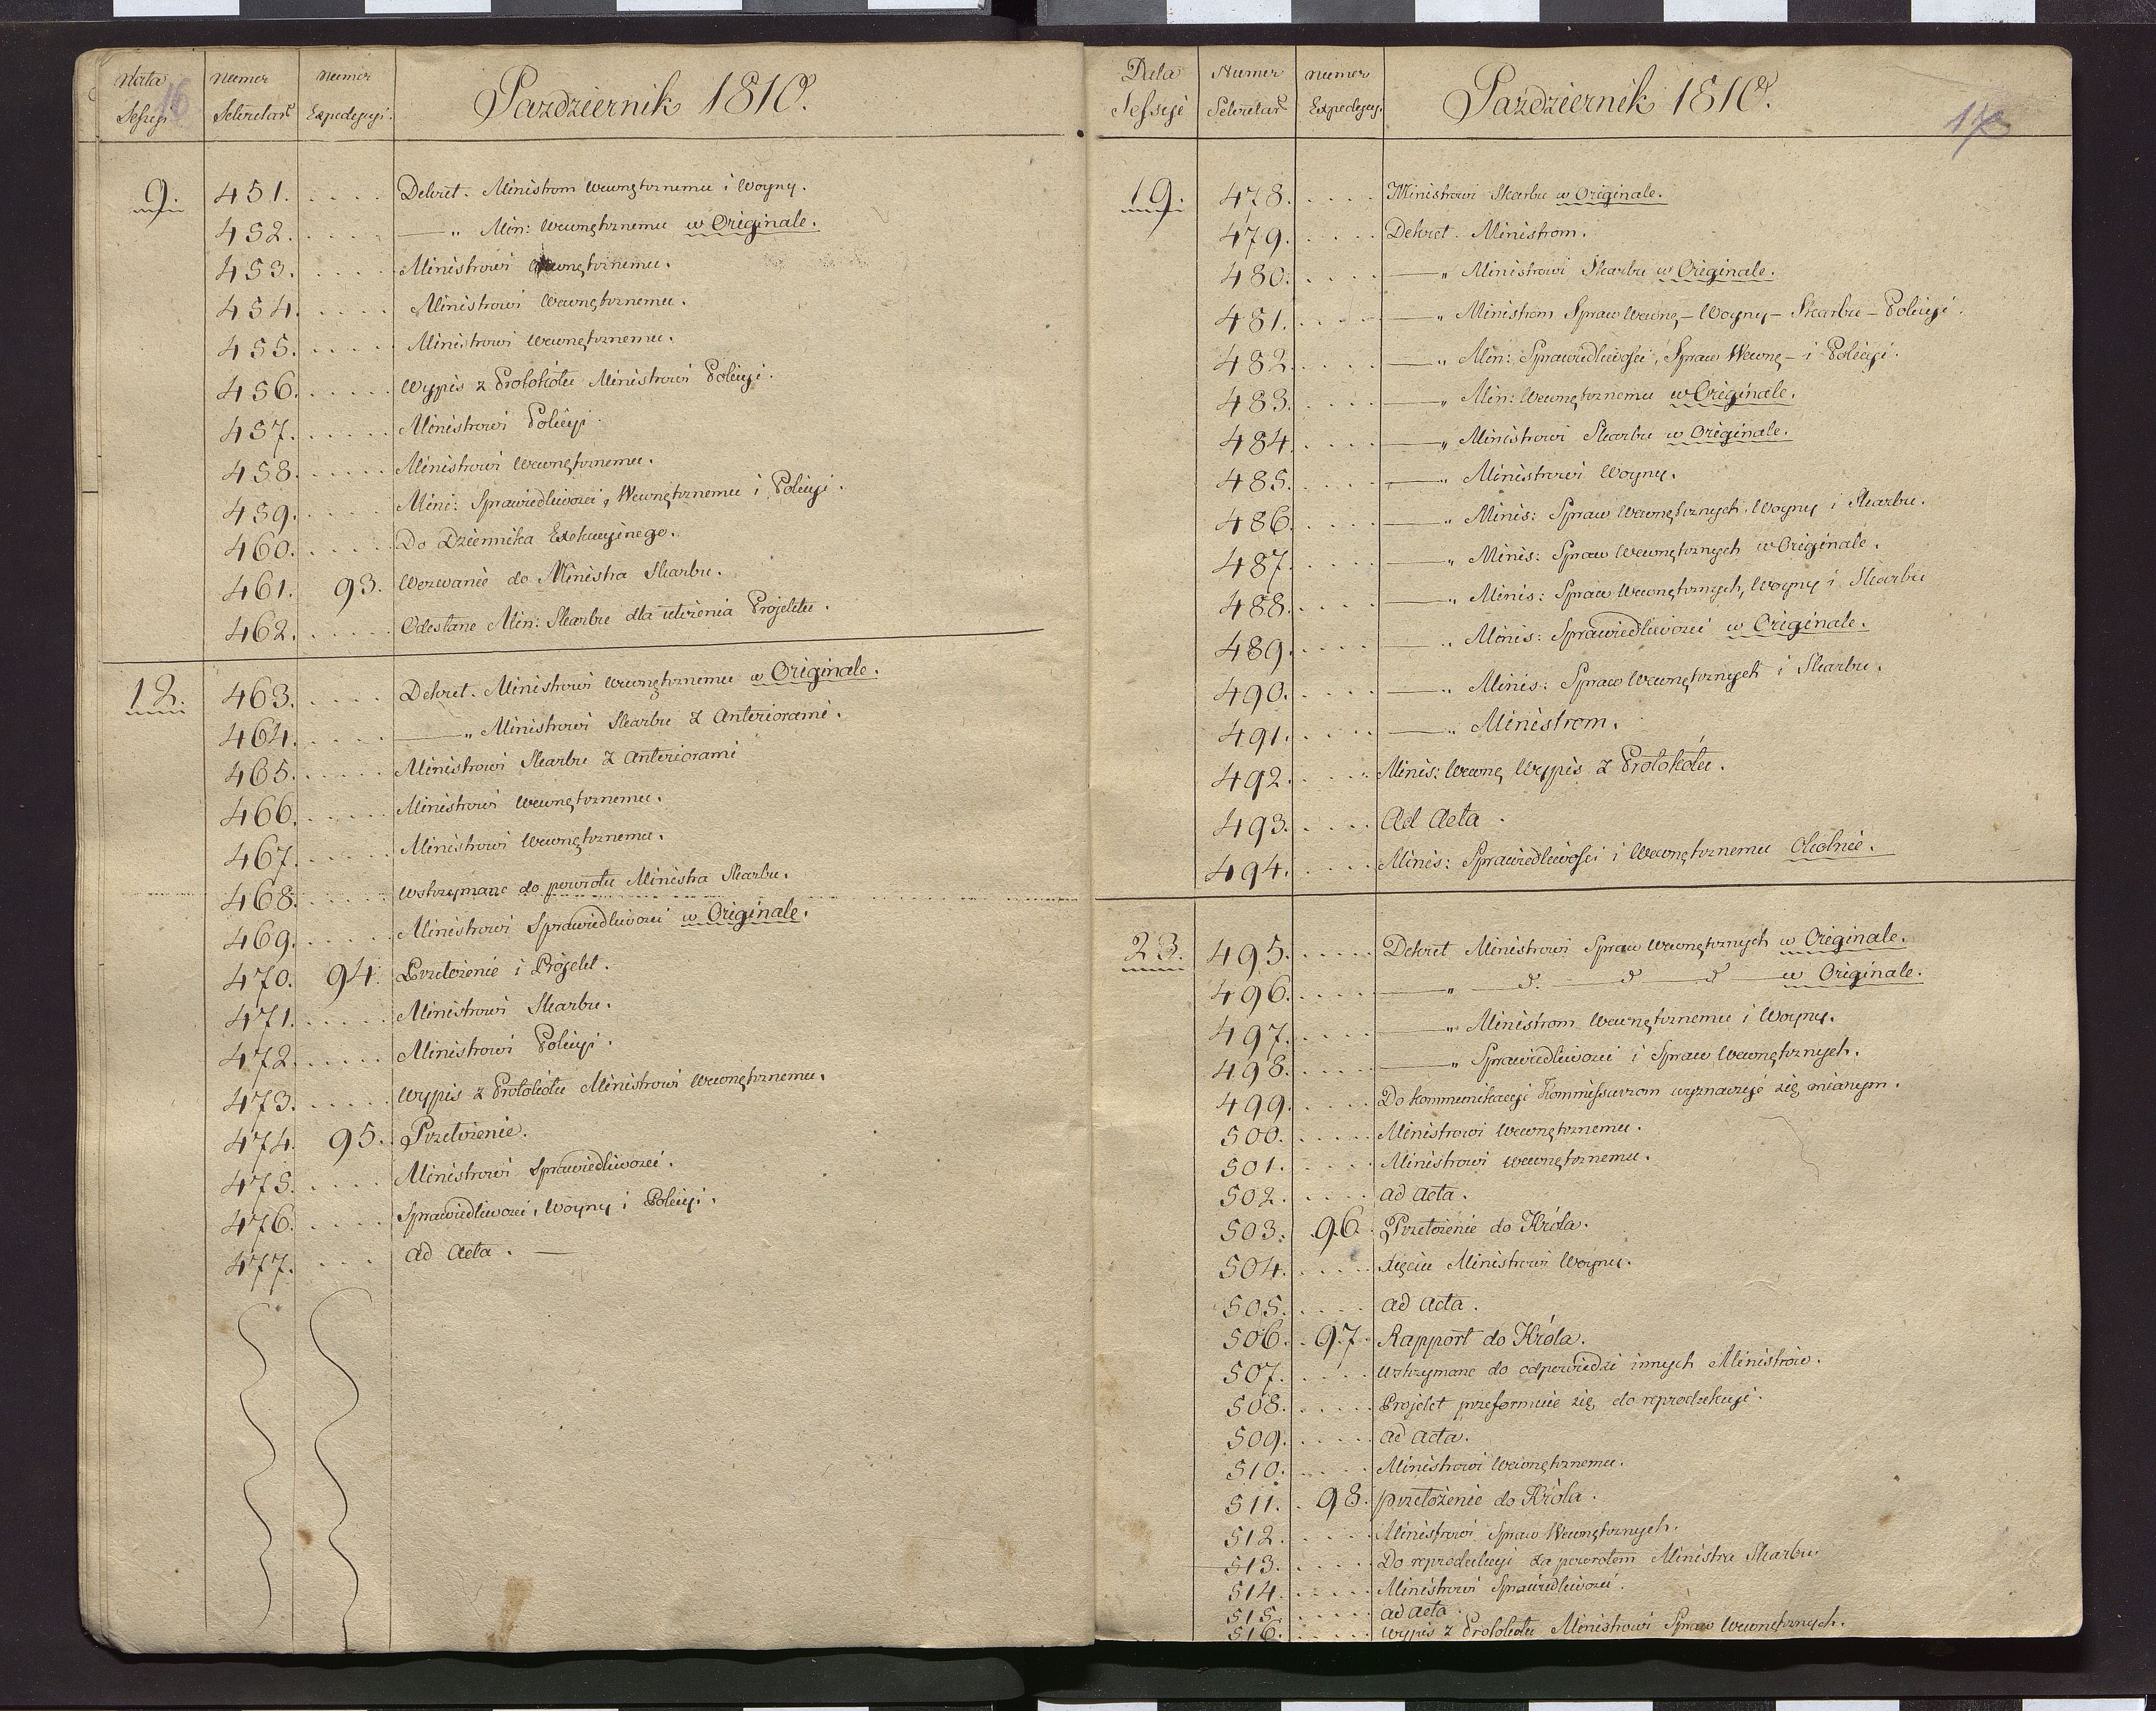 Data Sessyi Numer Sekretar? Numer Expedycyi. Pazdziernik 1810º.
16
9. 451. .... Dekret. Ministrom Wewnętrznemu i Woyny.
452. .... —„ Min: Wewnętrznemu w Originale.
453. .... Ministrowi Wewnętrznemu.
454. .... Ministrowi Wewnętrznemu.
455. .... Ministrowi Wewnętrznemu.
456. .... Wypis z Protokółu Ministrowi Policyi.
457. .... Ministrowi Policyi.
458. .... Ministrowi Wewnętrznemu.
459. .... Mini: Sprawiedliwości, Wewnętrznemu i Policyi.
460. .... Do Dziennika Exekucyinego.
461. 93. Wezwanie do Ministra Skarbu.
462. .... Odesłane Min: Skarbu dla ułożenia Projektu.
12. 463. .... Dekret. Ministrowi Wewnętrznemu w Originale.
464. .... —„ Ministrowi Skarbu z Anteriorami.
465. .... Ministrowi Skarbu z Anteriorami
466. .... Ministrowi Wewnętrznemu.
467. .... Ministrowi Wewnętrznemu.
468. .... Wstrzymane do powrotu Ministra Skarbu.
469. .... Ministrowi Sprawiedliwości w Originale.
470. 94. Przełożenie i Projekt.
471. .... Ministrowi Skarbu.
472. .... Ministrowi Policyi.
473. .... Wypis z Protokółu Ministrowi Wewnętrznemu.
474. 95. Przełożenie.
475. .... Ministrowi Sprawiedliwości.
476. .... Sprawiedliwości, Woyny i Policyi.
477. .... ad Acta. —
Data Sessyi Numer Sekretar? Numer Expedycyi. Pazdziernik 1810º.
17
19. 478. .... Ministrowi Skarbu w Originale.
479. .... Dekret. Ministrom.
480. .... —„ Ministrowi Skarbu w Originale.
481. .... —„ Ministrom Spraw Wewnę – Woyny – Skarbu – Policyi.
482. .... —„ Min: Sprawiedliwości, Spraw Wewnę – i Policyi.
483. .... —„ Min: Wewnętrznemu w Originale.
484. .... —„ Ministrowi Skarbu w Originale.
485. .... —„ Ministrowi Woyny.
486. .... —„ Minis: Spraw Wewnętrznych, Woyny i Skarbu.
487. .... —„ Minis: Spraw Wewnętrznych w Originale.
488. .... —„ Minis: Spraw Wewnętrznych, Woyny i Skarbu
489. .... —„ Minis: Sprawiedliwości w Originale.
490. .... —„ Minis: Spraw Wewnętrznych i Skarbu.
491. .... —„ Ministrom.
492. .... Minis: Wewnę Wypis z Protokółu.
493. .... Ad Acta.
494. .... Minis: Sprawiedliwości i Wewnętrznemu Okolnie.
23. 495. .... Dekret Ministrowi Spraw Wewnętrznych w Originale.
496. .... —„ — d. — d — d — w Originale.
497. .... —„ Ministrom Wewnętrznemu i Woyny.
498. .... —„ Sprawiedliwości i Spraw Wewnętrznych.
499. .... Do kommunikacyi Kommissarzom wyznaczyć się mianym.
500. .... Ministrowi Wewnętrznemu.
501. .... Ministrowi Wewnętrznemu.
502. .... ad Acta.
503. 96. Przełożenie do Króla.
504. .... Xięciu Ministrowi Woyny.
505. .... ad Acta.
506. 97. Rapport do Króla.
507. .... Wstrzymane do odpowiedzi innych Ministrów.
508. .... Projekt przeformuie się do reprodukcyi.
509. .... ad Acta.
510. .... Ministrowi Wewnętrznemu.
511. 98. przełożenie do Króla.
512. .... Ministrowi Spraw Wewnętrznych.
513. .... Do reprodukcyi za powrotem Ministra Skarbu.
514. .... Ministrowi Sprawiedliwości.
515. .... ad Acta.
516. .... Wypis z Protokółu Ministrowi Spraw Wewnętrznych.